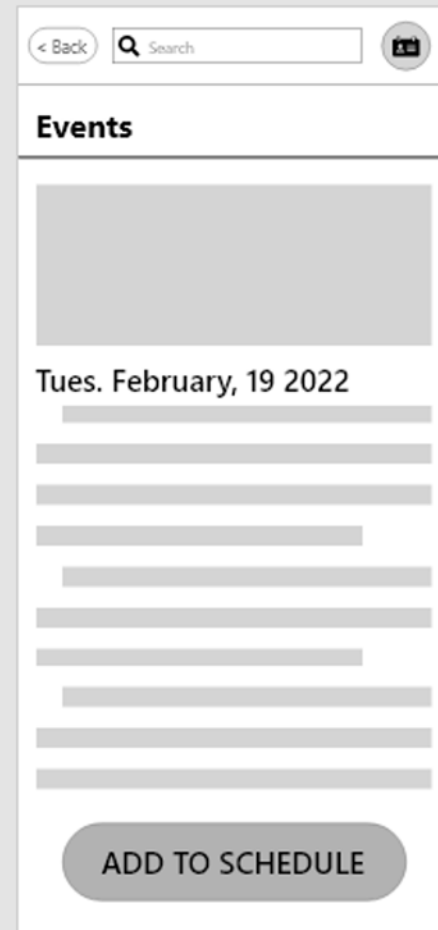 < Back
Search
Events
Tues. February, 19 2022
ADD TO SCHEDULE